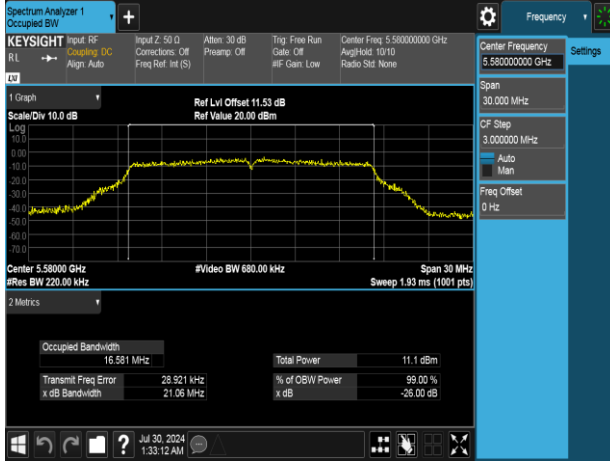 Spectrum Analyzer 1
Occupied BW
+
Frequency
KEYSIGHT
RL
LXI
Input: RF
Coupling: DC
Align: Auto
Input Z: 50 Ω
Corrections: Off
Freq Ref: Int (S)
Atten: 30 dB
Preamp: Off
Trig: Free Run
Gate: Off
#IF Gain: Low
Center Freq: 5.580000000 GHz
Avg|Hold: 10/10
Radio Std: None
Center Frequency
5.580000000 GHz
Settings
Span
30.000 MHz
CF Step
3.000000 MHz
Auto
Man
Freq Offset
0 Hz
1 Graph
Scale/Div 10.0 dB
Ref Lvl Offset 11.53 dB
Ref Value 20.00 dBm
Log
10.0
0.00
-10.0
-20.0
-30.0
-40.0
-50.0
-60.0
-70.0
Center 5.58000 GHz
#Video BW 680.00 kHz
Span 30 MHz
#Res BW 220.00 kHz
Sweep 1.93 ms (1001 pts)
2 Metrics
Occupied Bandwidth
16.581 MHz
Total Power 11.1 dBm
Transmit Freq Error 28.921 kHz
% of OBW Power 99.00 %
x dB Bandwidth 21.06 MHz
x dB -26.00 dB
?
Jul 30, 2024
1:33:12 AM